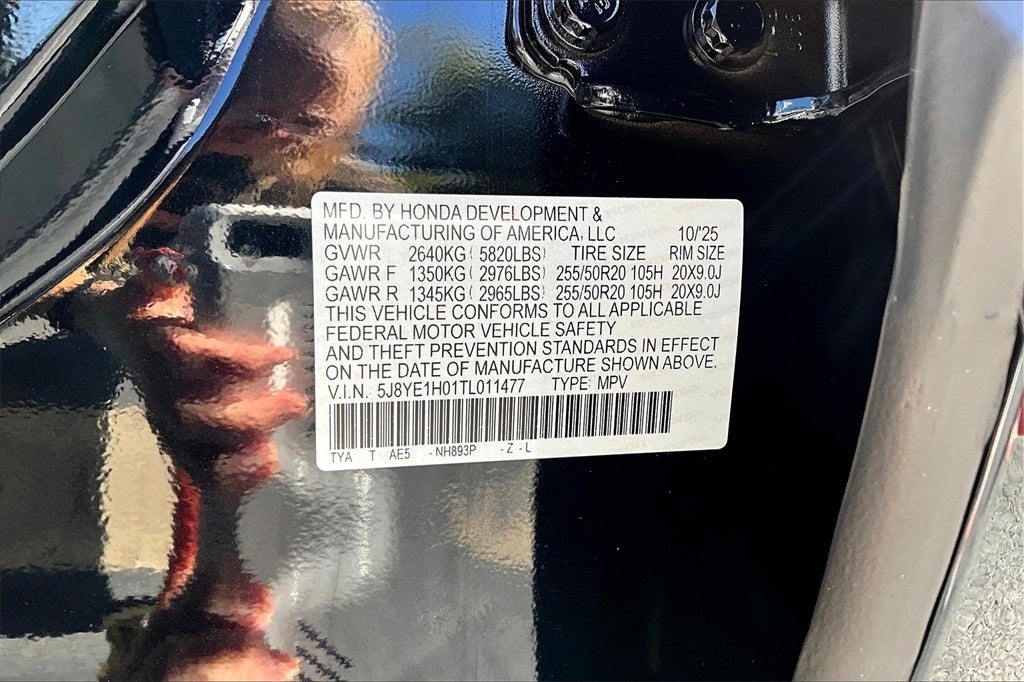 MFD. BY HONDA DEVELOPMENT &
MANUFACTURING OF AMERICA, LLC 10/'25
GVWR 2640KG ( 5820LBS) TIRE SIZE RIM SIZE
GAWR F 1350KG ( 2976LBS) 255/50R20 105H 20X9.0J
GAWR R 1345KG ( 2965LBS) 255/50R20 105H 20X9.0J
THIS VEHICLE CONFORMS TO ALL APPLICABLE
FEDERAL MOTOR VEHICLE SAFETY
AND THEFT PREVENTION STANDARDS IN EFFECT
ON THE DATE OF MANUFACTURE SHOWN ABOVE.
V.I.N. 5J8YE1H01TL011477 TYPE: MPV
TYA T AE5 -NH893P -Z -L